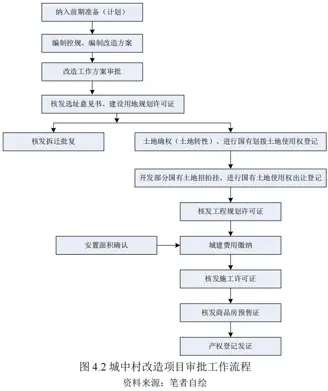 纳入前期准备（计划）
编制控规、编制改造方案
改造工作方案审批
核发选址意见书、建设用地规划许可证
核发拆迁批复
土地确权（土地转性）、进行国有划拨土地使用权登记
开发部分国有土地招拍挂、进行国有土地使用权出让登记
核发工程规划许可证
安置面积确认
城建费用缴纳
核发施工许可证
核发商品房预售证
产权登记发证
图 4.2 城中村改造项目审批工作流程
资料来源：笔者自绘